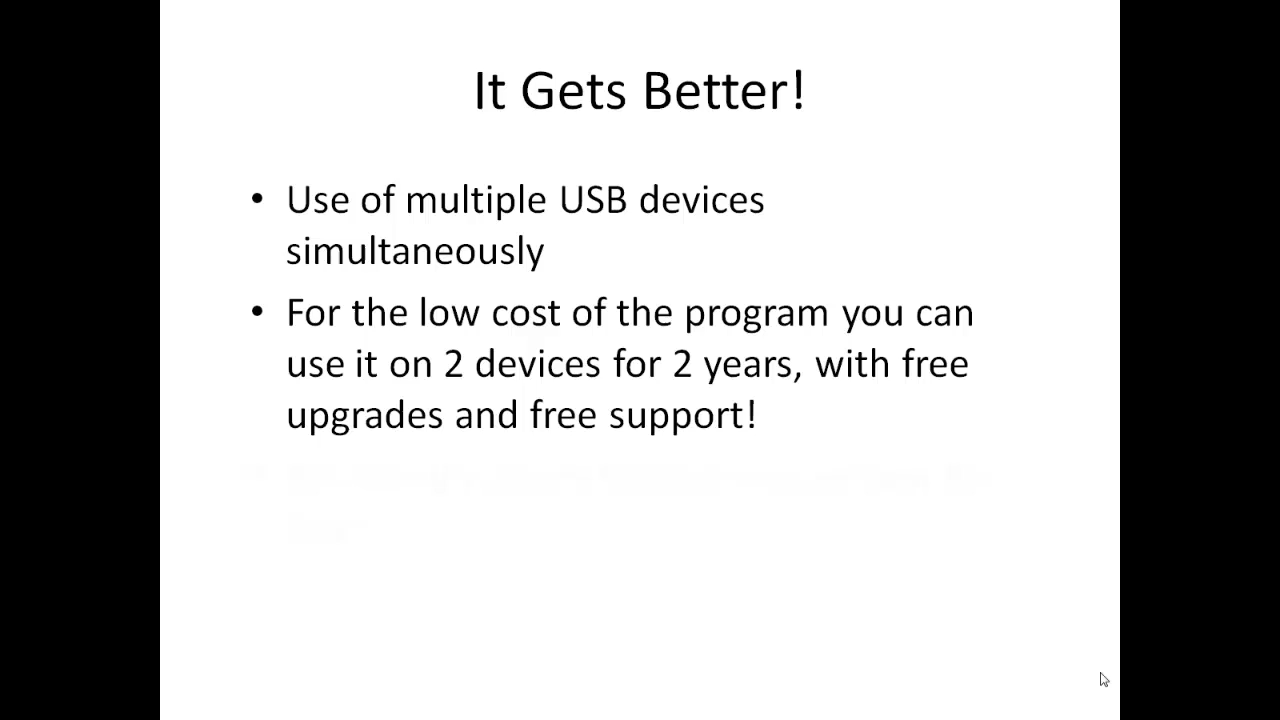 It Gets Better!
• Use of multiple USB devices
simultaneously
• For the low cost of the program you can
use it on 2 devices for 2 years, with free
upgrades and free support!